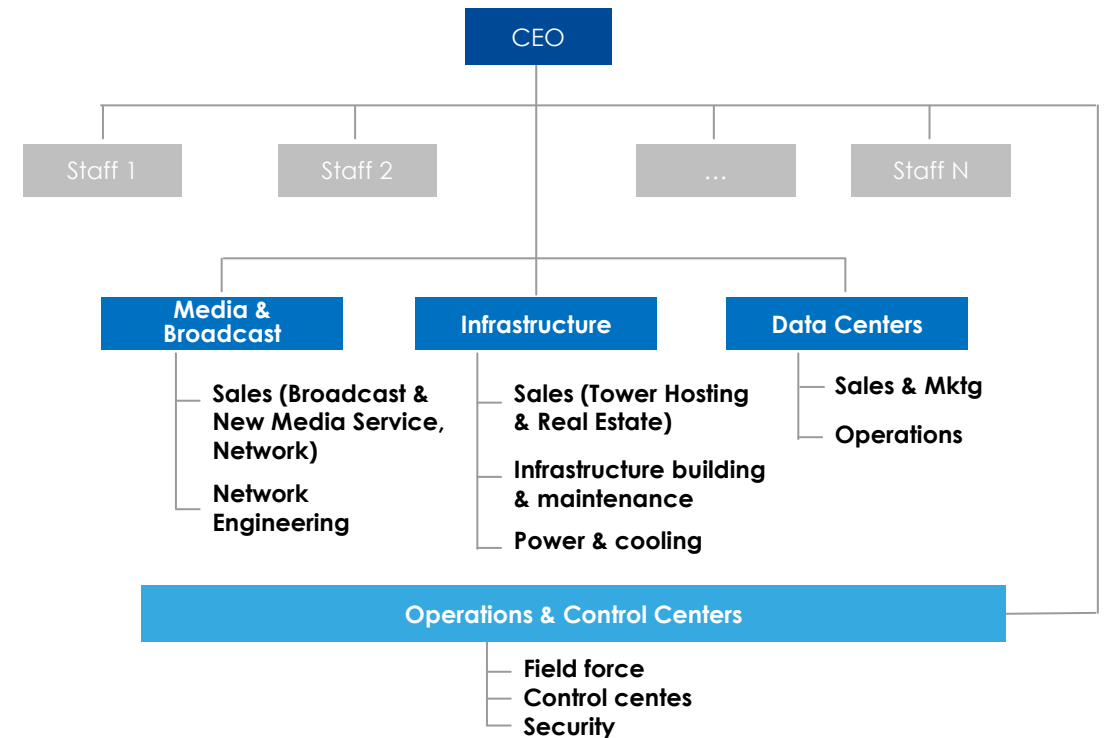 CEO
Staff 1
Staff 2
...
Staff N
Media &
Broadcast
Infrastructure
Data Centers
Sales (Broadcast &
New Media Service,
Network)
Network
Engineering
Sales (Tower Hosting
& Real Estate)
Infrastructure building
& maintenance
Power & cooling
Sales & Mktg
Operations
Operations & Control Centers
Field force
Control centes
Security